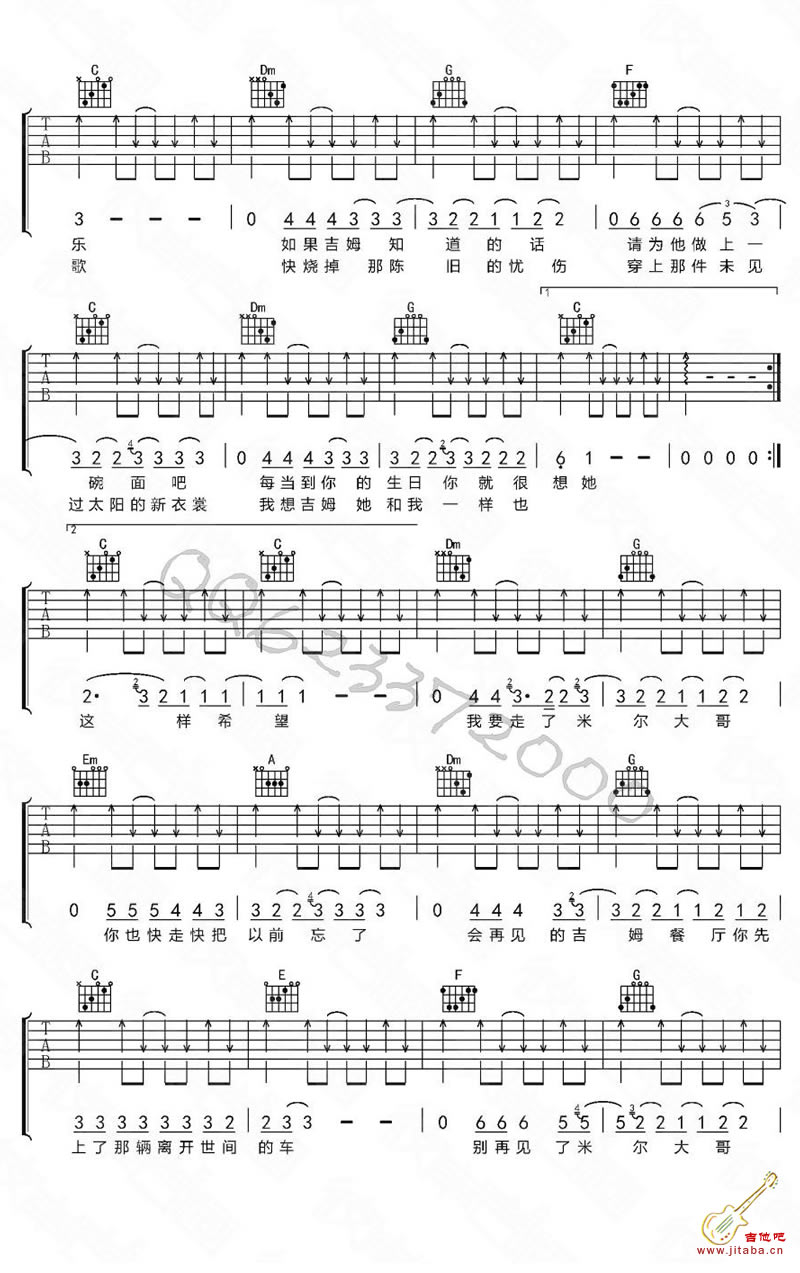 C Dm G F
T A B
3 - - - | 0 4 4 4 3 3 3 3 | 3 2 2 1 1 2 2 | 0 6 6 6 6 5 3
乐 如果吉姆知 道的话 请为他做上一
歌 快烧掉那陈 旧的忧伤 穿上那件未见
1
C Dm G C
3 2 2 3 3 3 3 | 0 4 4 3 3 3 | 3 2 2 3 3 2 2 2 | 6 1 - - | 0 0 0 0 :
碗面吧 每当到你的生日你就很想她
过太阳的新衣裳 我想吉姆她和我一样也
2
C C Dm G
T A B
2· 3 2 1 1 1 | 1 1 1 - - | 0 4 4 3· 2 2 3 | 3 2 2 1 1 2 2
这样希望 我要走了米尔大哥
Em A Dm G
T A B
0 5 5 5 4 4 3 | 3 2 2 3 3 3 3 | 0 4 4 4 3 3 | 3 2 2 1 1 2 1 2
你也快走快把以前忘了 会再见的吉姆餐厅你先
C E F G
T A B
3 3 3 3 3 3 3 2 | 2 3 3 - - | 0 6 6 6 5 5 | 5 2 2 1 1 2 2
上了那辆离开世间的车 别再见了米尔大哥
QQ623372000
吉他吧
www.jitaba.cn